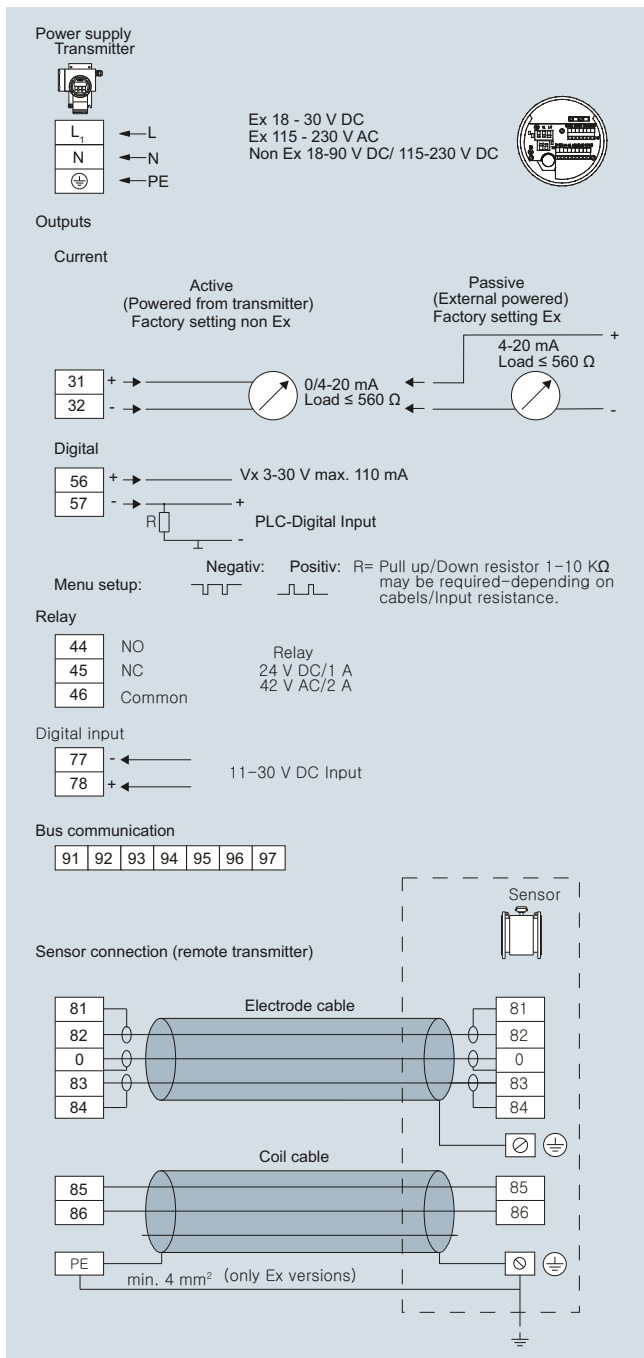 Power supply
Transmitter
L1 L
N N
PE
Ex 18 - 30 V DC
Ex 115 - 230 V AC
Non Ex 18-90 V DC/ 115-230 V DC
Outputs
Current
Active
(Powered from transmitter)
Factory setting non Ex
Passive
(External powered)
Factory setting Ex
31 +
32 -
0/4-20 mA
Load ≤ 560 Ω
4-20 mA
Load ≤ 560 Ω
+
-
Digital
56 + Vx 3-30 V max. 110 mA
57 - +
R PLC-Digital Input
-
Menu setup:
Negativ: Positiv:
R= Pull up/Down resistor 1-10 KΩ
may be required-depending on
cabels/Input resistance.
Relay
44 NO
45 NC
46 Common
Relay
24 V DC/1 A
42 V AC/2 A
Digital input
77 -
78 +
11-30 V DC Input
Bus communication
91 92 93 94 95 96 97
Sensor
Sensor connection (remote transmitter)
Electrode cable
81 81
82 82
0 0
83 83
84 84
Coil cable
85 85
86 86
PE
min. 4 mm² (only Ex versions)